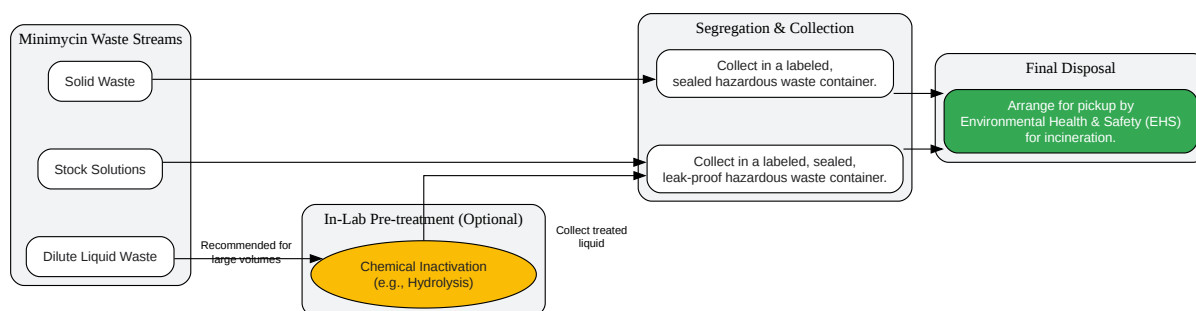 Minimycin Waste Streams
Solid Waste
Stock Solutions
Dilute Liquid Waste
Recommended for
large volumes
In-Lab Pre-treatment (Optional)
Chemical Inactivation
(e.g., Hydrolysis)
Collect treated
liquid
Segregation & Collection
Collect in a labeled,
sealed hazardous waste container.
Collect in a labeled, sealed,
leak-proof hazardous waste container.
Final Disposal
Arrange for pickup by
Environmental Health & Safety (EHS)
for incineration.